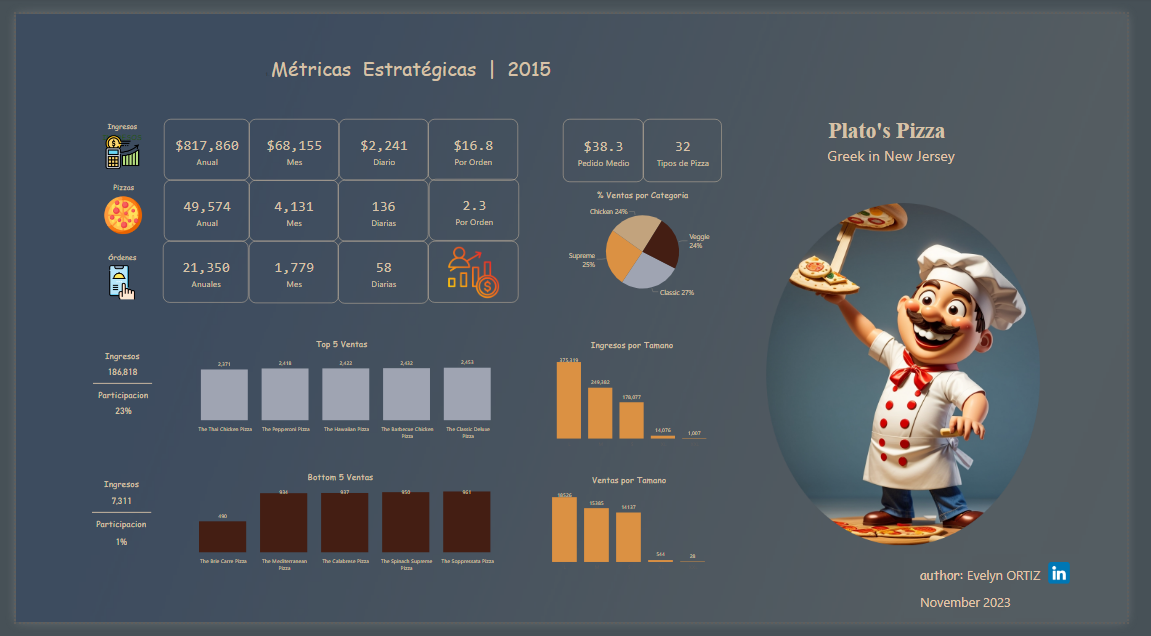 Métricas Estratégicas | 2015
Ingresos
$817,860
Anual
$68,155
Mes
$2,241
Diario
$16.8
Por Orden
Pizzas
49,574
Anual
4,131
Mes
136
Diarias
2.3
Por Orden
Órdenes
21,350
Anuales
1,779
Mes
58
Diarias
$38.3
Pedido Medio
32
Tipos de Pizza
% Ventas por Categoria
Chicken 24%
Veggie
24%
Supreme
25%
Classic 27%
Plato's Pizza
Greek in New Jersey
Top 5 Ventas
Ingresos
186,818
Participacion
23%
2,371
2,418
2,422
2,432
2,453
The Thai Chicken Pizza
The Pepperoni Pizza
The Hawaiian Pizza
The Barbecue Chicken
Pizza
The Classic Deluxe
Pizza
Ingresos por Tamano
375,319
249,382
178,077
14,076
1,007
Bottom 5 Ventas
Ingresos
7,311
Participacion
1%
490
934
937
950
961
The Brie Carre Pizza
The Mediterranean
Pizza
The Calabrese Pizza
The Spinach Supreme
Pizza
The Soppressata Pizza
Ventas por Tamano
18526
15385
14137
544
28
author: Evelyn ORTIZ
in
November 2023